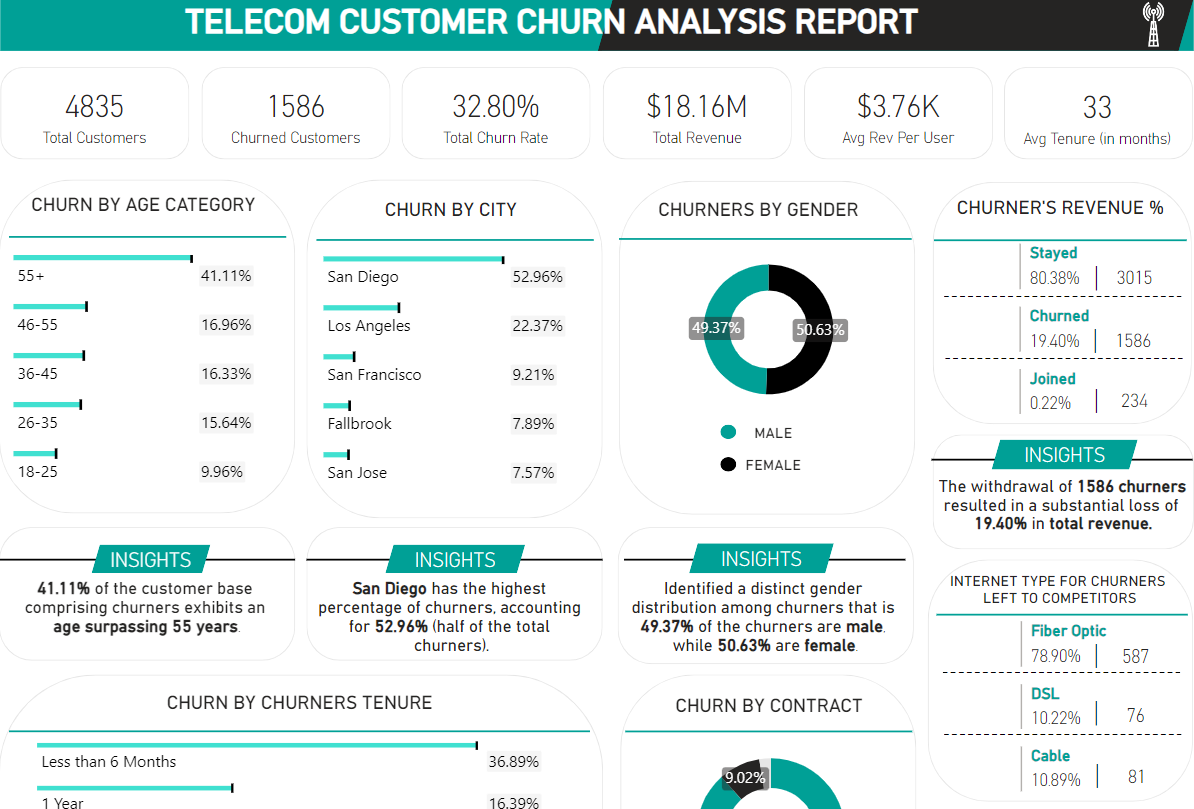 TELECOM CUSTOMER CHURN ANALYSIS REPORT
4835
Total Customers
1586
Churned Customers
32.80%
Total Churn Rate
$18.16M
Total Revenue
$3.76K
Avg Rev Per User
33
Avg Tenure (in months)
CHURN BY AGE CATEGORY
55+ 41.11%
46-55 16.96%
36-45 16.33%
26-35 15.64%
18-25 9.96%
INSIGHTS
41.11% of the customer base
comprising churners exhibits an
age surpassing 55 years.
CHURN BY CITY
San Diego 52.96%
Los Angeles 22.37%
San Francisco 9.21%
Fallbrook 7.89%
San Jose 7.57%
INSIGHTS
San Diego has the highest
percentage of churners, accounting
for 52.96% (half of the total
churners).
CHURNERS BY GENDER
49.37% 50.63%
MALE
FEMALE
INSIGHTS
Identified a distinct gender
distribution among churners that is
49.37% of the churners are male.
while 50.63% are female.
CHURNER'S REVENUE %
Stayed
80.38% 3015
Churned
19.40% 1586
Joined
0.22% 234
INSIGHTS
The withdrawal of 1586 churners
resulted in a substantial loss of
19.40% in total revenue.
INTERNET TYPE FOR CHURNERS
LEFT TO COMPETITORS
Fiber Optic
78.90% 587
DSL
10.22% 76
Cable
10.89% 81
CHURN BY CHURNERS TENURE
Less than 6 Months 36.89%
1 Year 16.39%
CHURN BY CONTRACT
9.02%